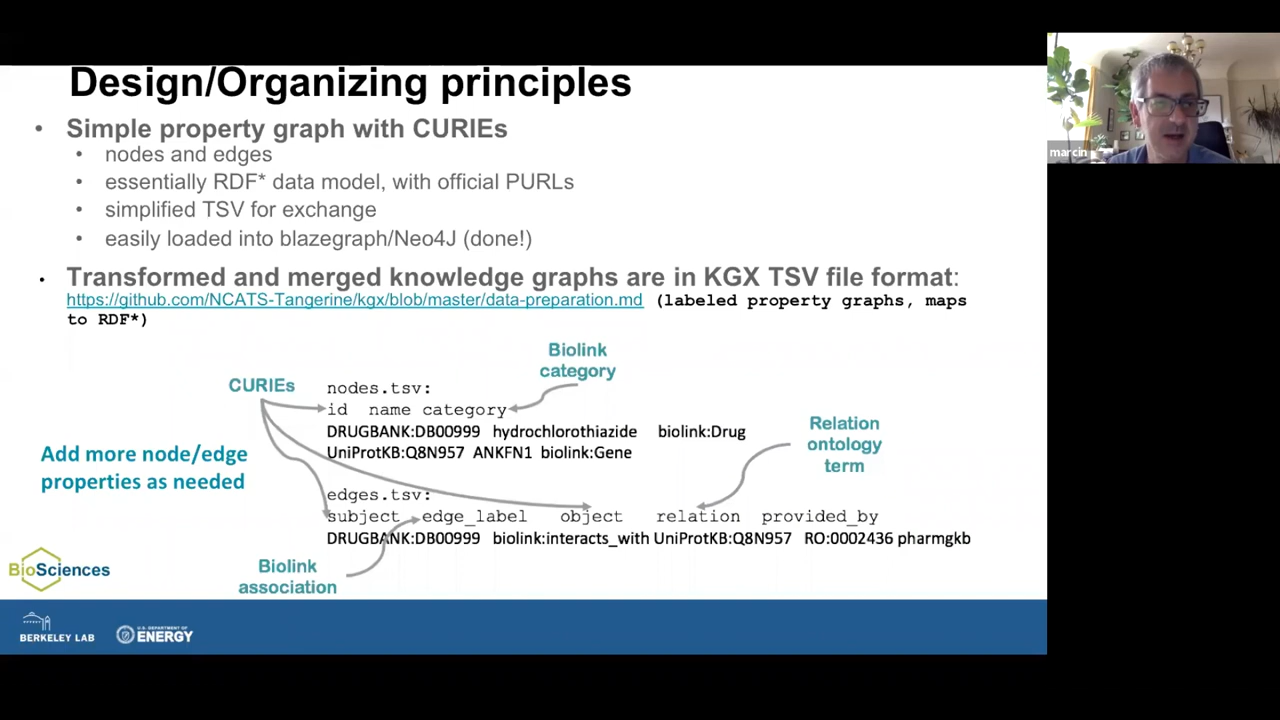 Design/Organizing principles
• Simple property graph with CURIEs
• nodes and edges
• essentially RDF* data model, with official PURLs
• simplified TSV for exchange
• easily loaded into blazegraph/Neo4J (done!)
• Transformed and merged knowledge graphs are in KGX TSV file format:
https://github.com/NCATS-Tangerine/kgx/blob/master/data-preparation.md (labeled property graphs, maps
to RDF*)
Biolink
category
CURIEs
nodes.tsv:
id name category
DRUGBANK:DB00999 hydrochlorothiazide biolink:Drug
UniProtKB:Q8N957 ANKFN1 biolink:Gene
Relation
ontology
term
Add more node/edge
properties as needed
edges.tsv:
subject edge_label object relation provided_by
DRUGBANK:DB00999 biolink:interacts_with UniProtKB:Q8N957 RO:0002436 pharmgkb
Biolink
association
BioSciences
BERKELEY LAB
U.S. DEPARTMENT OF
ENERGY
marcin